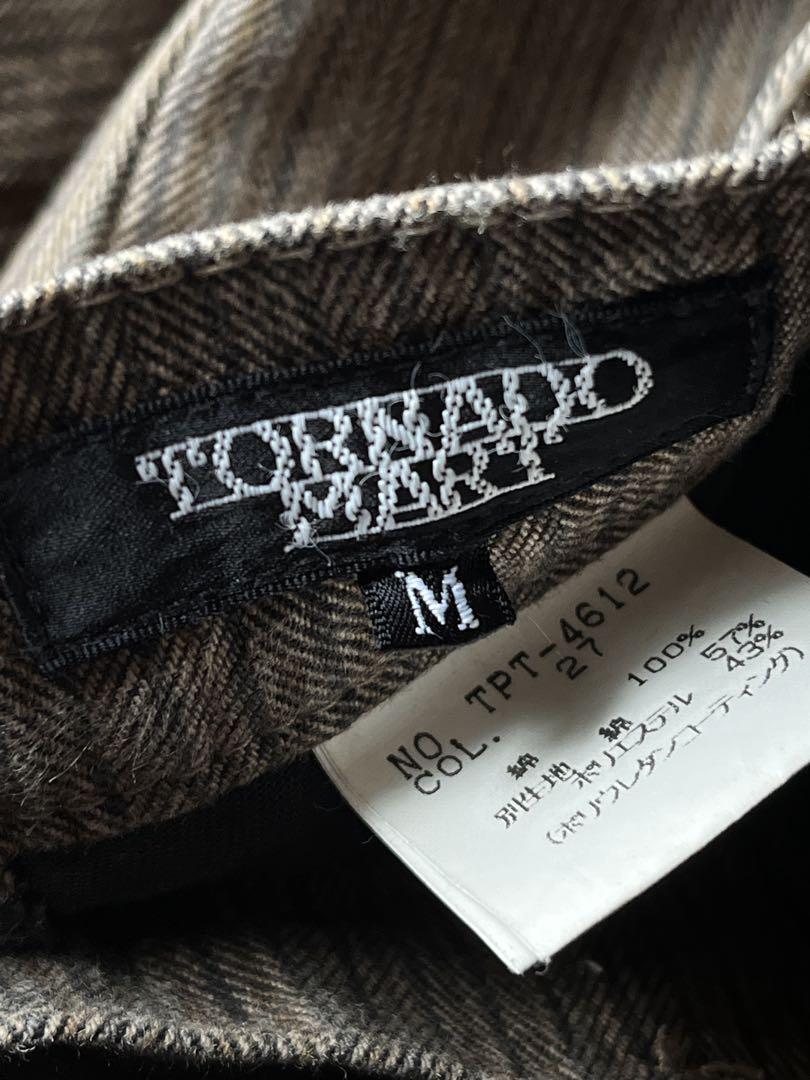 TORNADO
MART
M
NO. TPT-4612
COL. 27
綿 100%
別生地 綿 57%
ポリエステル 43%
(ポリウレタンコーティング)